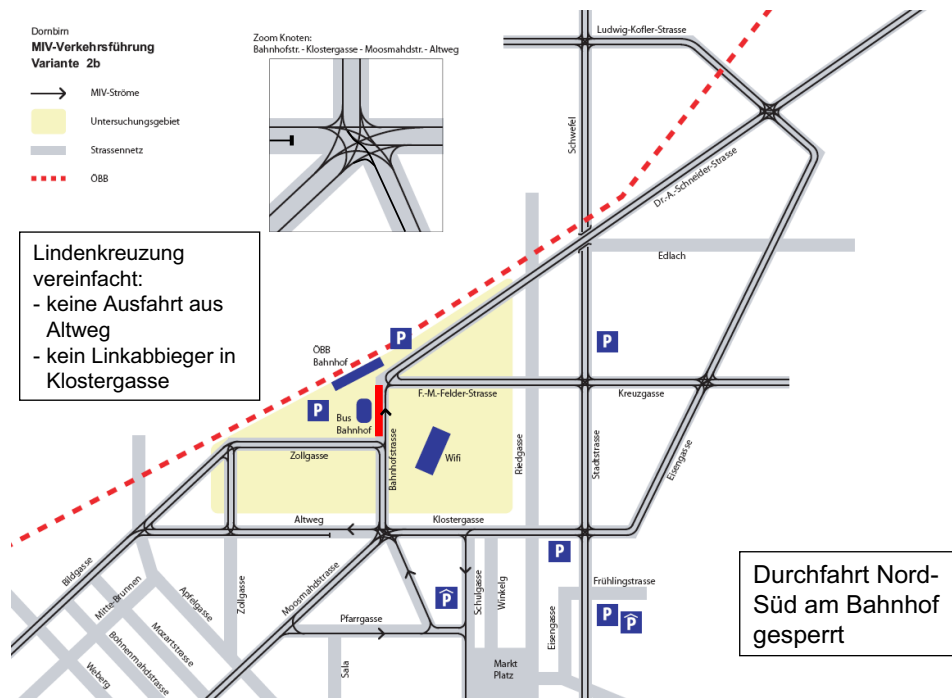 Dornbirn
MIV-Verkehrsführung
Variante 2b
MIV-Ströme
Untersuchungsgebiet
Strassennetz
ÖBB
Zoom Knoten:
Bahnhofstr. - Klostergasse - Moosmahdstr. - Altweg
Lindenkreuzung
vereinfacht:
- keine Ausfahrt aus
Altweg
- kein Linkabbieger in
Klostergasse
Ludwig-Kofler-Strasse
Schwefel
Dr.-A.-Schneider-Strasse
Edlach
P
P
ÖBB
Bahnhof
P
Bus
Bahnhof
F.-M.-Felder-Strasse
Kreuzgasse
Bahnhofstrasse
Wifi
Riedgasse
Stadtstrasse
Eisengasse
Zollgasse
Altweg
Klostergasse
Bildgasse
Mitte-Brunnen
Apfelgasse
Zollgasse
Moosmahdstrasse
Schulgasse
Winkelg
P
Frühlingstrasse
P
P
P
Eisengasse
Pfarrgasse
Mozartstrasse
Bohnenmahdstrasse
Weberg
Sala
Markt
Platz
Durchfahrt Nord-
Süd am Bahnhof
gesperrt